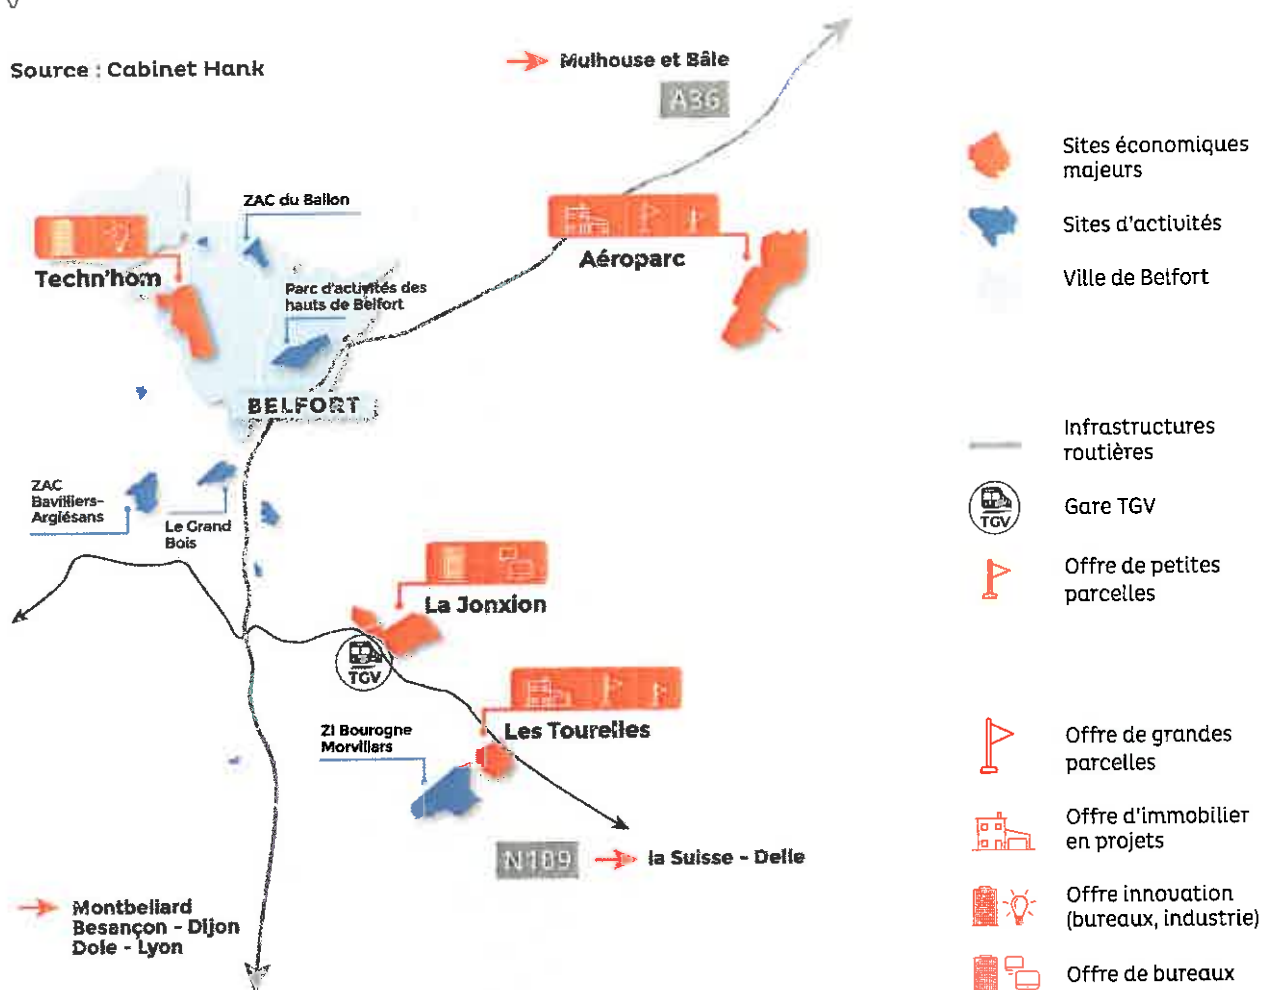 Source : Cabinet Hank
Mulhouse et Bâle
A36
ZAC du Ballon
Techn'hom
Parc d'activités des
hauts de Belfort
Aéroparc
BELFORT
ZAC
Bavilliers-
Argiésans
Le Grand
Bois
La Jonxion
TGV
ZI Bourogne
Morvillars
Les Tourelles
N109
la Suisse - Delle
Montbeliard
Besançon - Dijon
Dole - Lyon
Sites économiques
majeurs
Sites d'activités
Ville de Belfort
Infrastructures
routières
TGV
Gare TGV
Offre de petites
parcelles
Offre de grandes
parcelles
Offre d'immobilier
en projets
Offre innovation
(bureaux, industrie)
Offre de bureaux